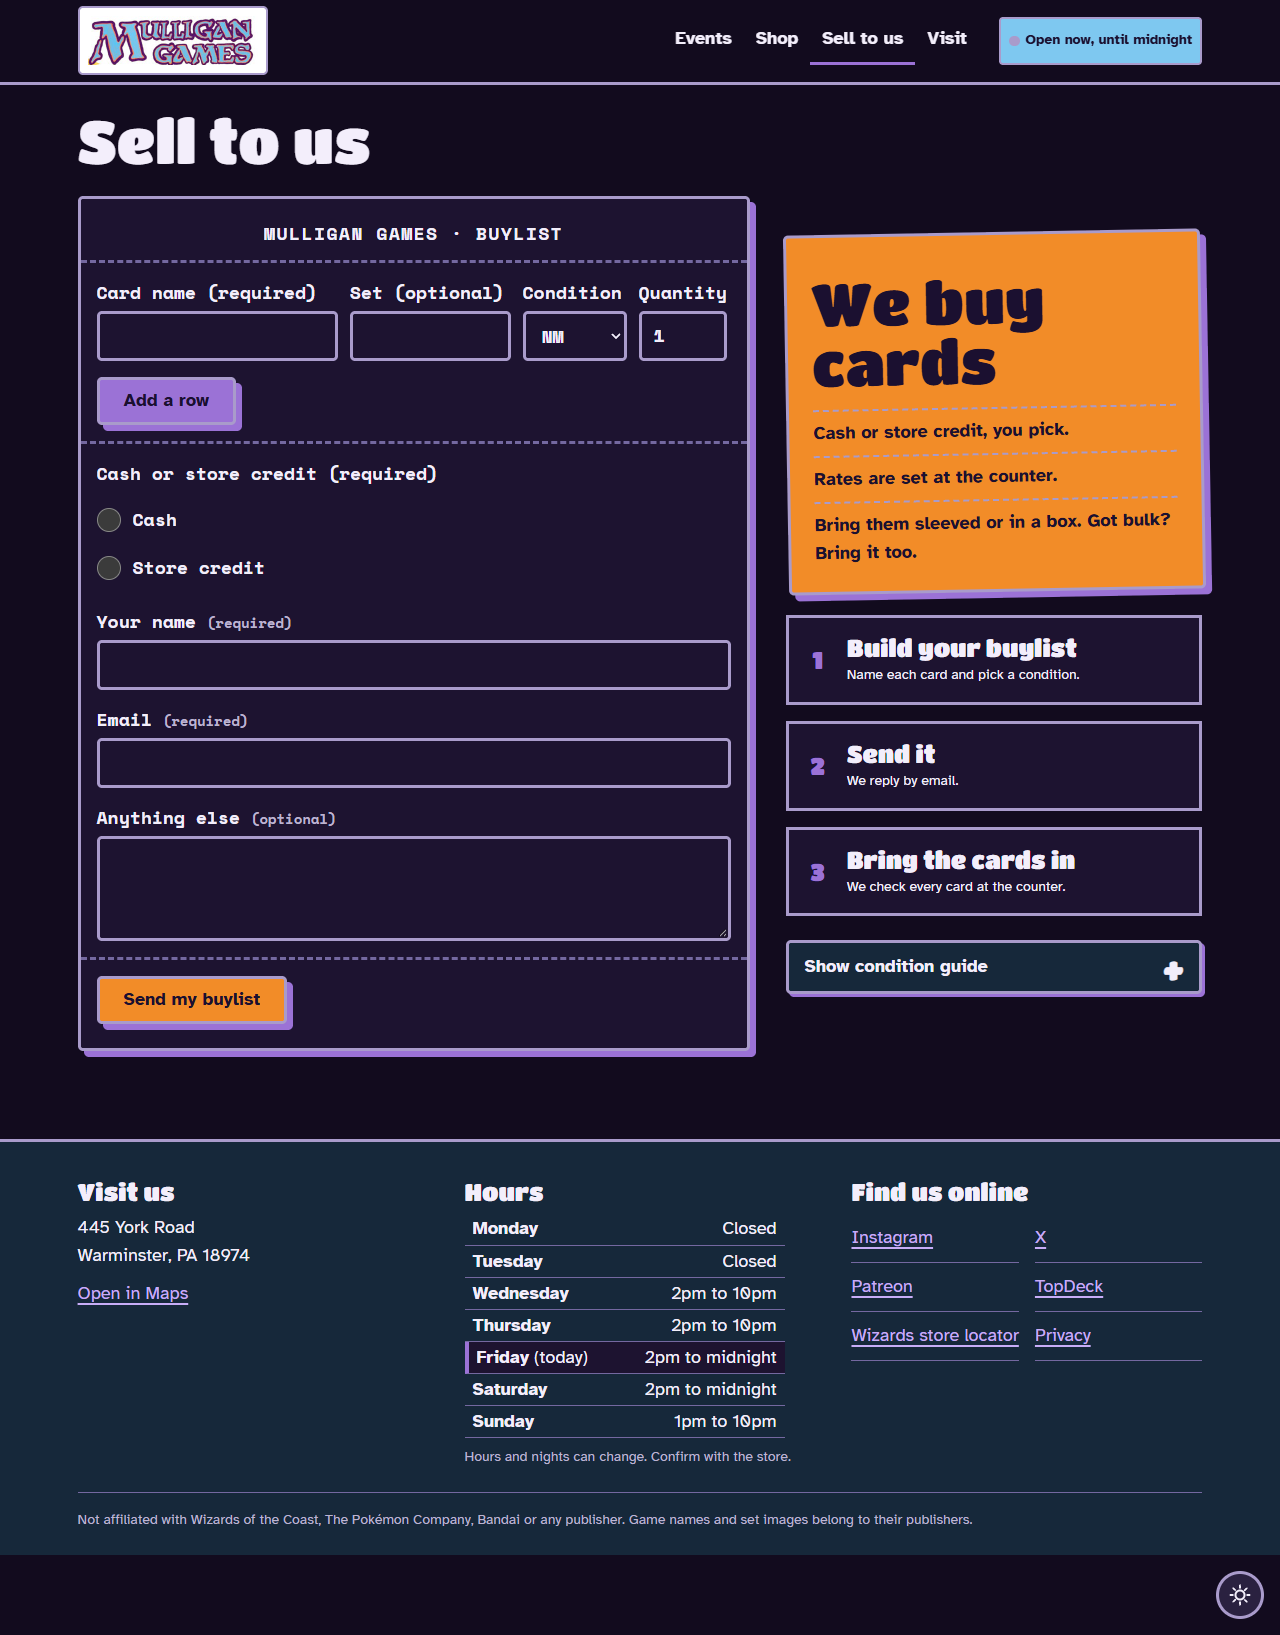 MULLIGAN
GAMES
Events
Shop
Sell to us
Visit
Open now, until midnight
Sell to us
MULLIGAN GAMES · BUYLIST
Card name (required)
Set (optional)
Condition
Quantity
NM
1
Add a row
Cash or store credit (required)
Cash
Store credit
Your name (required)
Email (required)
Anything else (optional)
Send my buylist
We buy
cards
Cash or store credit, you pick.
Rates are set at the counter.
Bring them sleeved or in a box. Got bulk?
Bring it too.
1
Build your buylist
Name each card and pick a condition.
2
Send it
We reply by email.
3
Bring the cards in
We check every card at the counter.
Show condition guide
Visit us
445 York Road
Warminster, PA 18974
Open in Maps
Hours
Monday Closed
Tuesday Closed
Wednesday 2pm to 10pm
Thursday 2pm to 10pm
Friday (today) 2pm to midnight
Saturday 2pm to midnight
Sunday 1pm to 10pm
Hours and nights can change. Confirm with the store.
Find us online
Instagram
X
Patreon
TopDeck
Wizards store locator
Privacy
Not affiliated with Wizards of the Coast, The Pokémon Company, Bandai or any publisher. Game names and set images belong to their publishers.